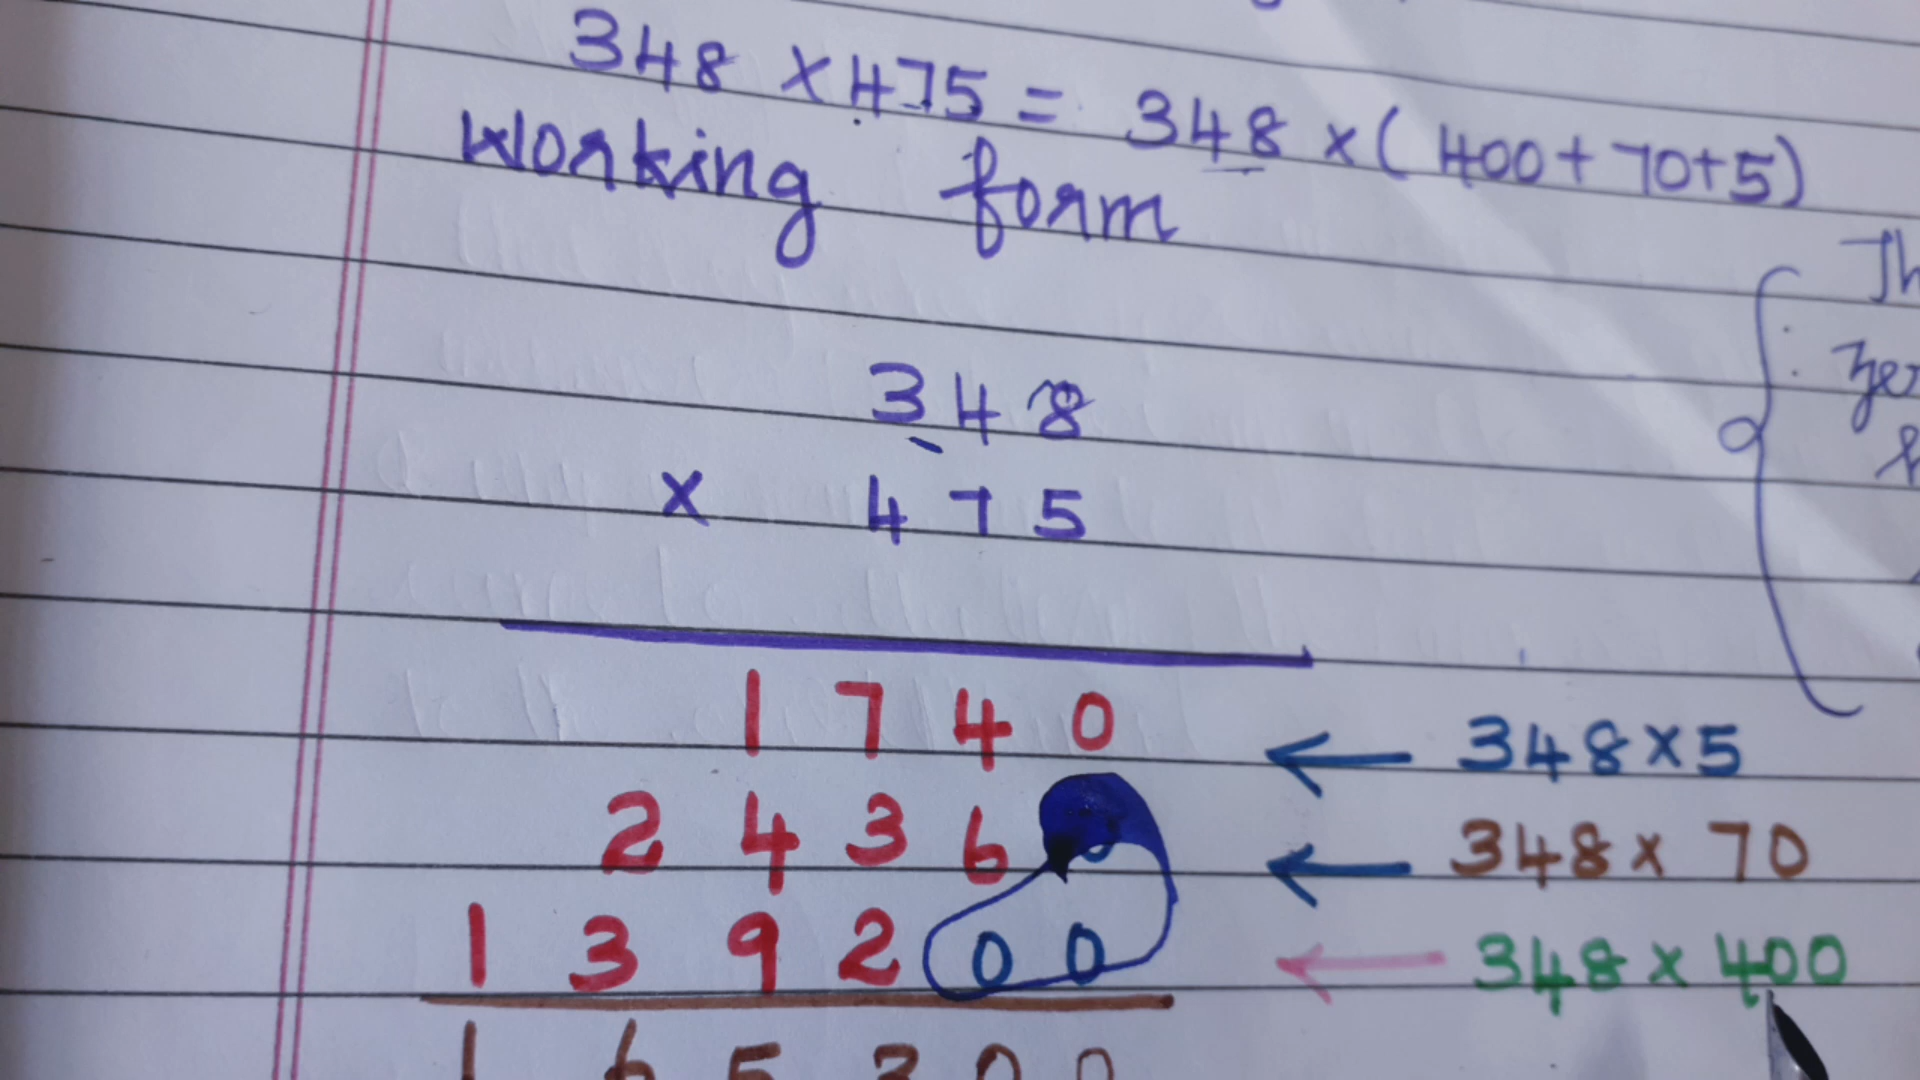 348 × 475 = 348 × (400 + 70 + 5)
Working form
348
× 475
1740 ← 348 × 5
24360 ← 348 × 70
139200 ← 348 × 400
165300